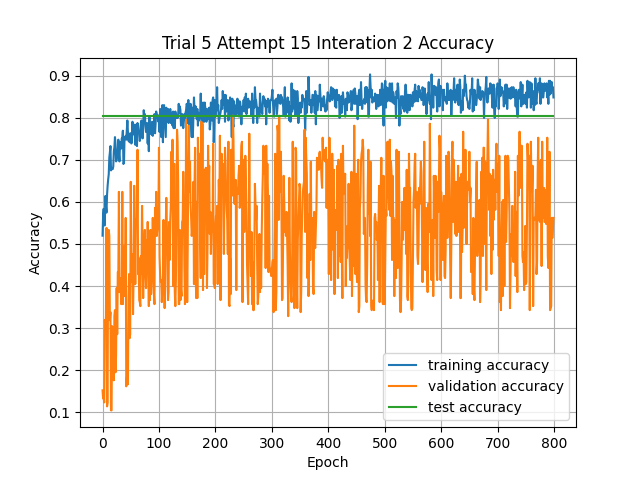 Trial 5 Attempt 15 Interation 2 Accuracy
0.9
0.8
0.7
0.6
0.5
0.4
0.3
0.2
0.1
Accuracy
training accuracy
validation accuracy
test accuracy
0 100 200 300 400 500 600 700 800
Epoch